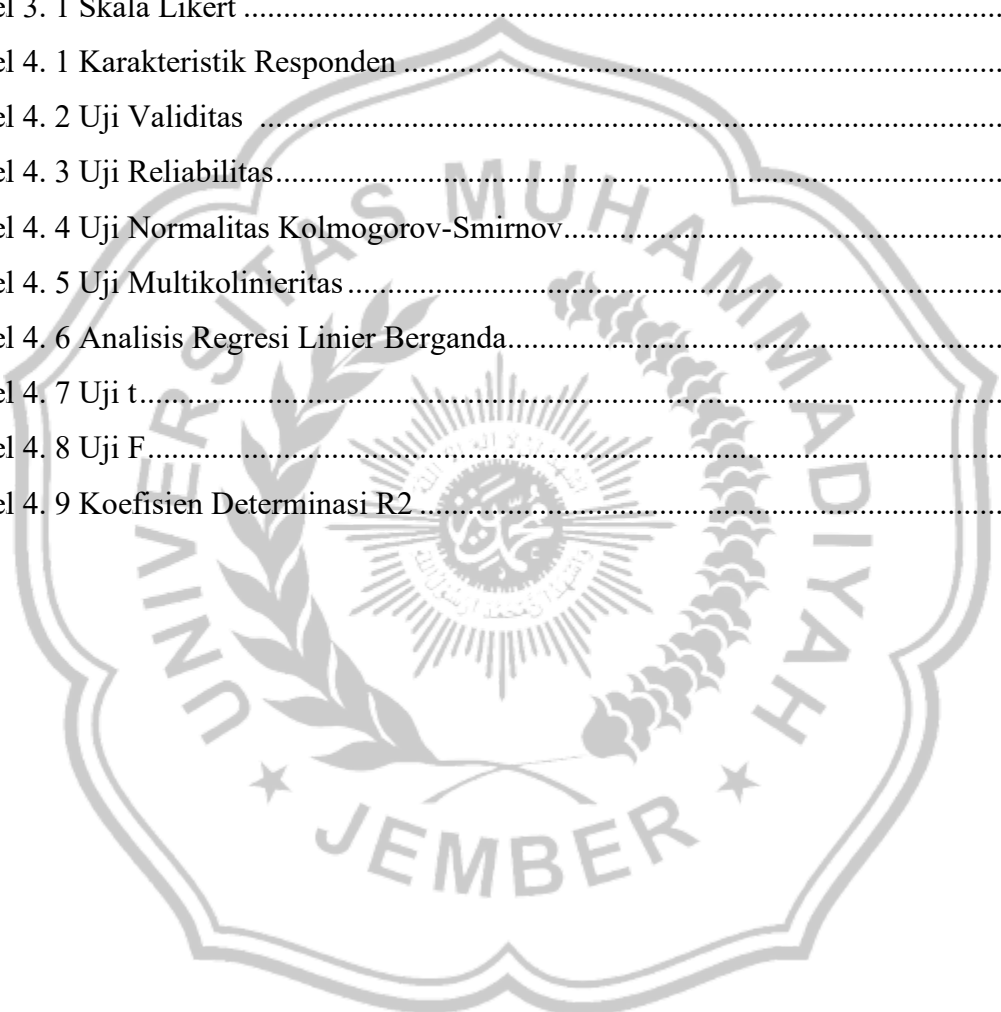 el 3. 1 Skala Likert ................................................................................................
el 4. 1 Karakteristik Responden ............................................................................
el 4. 2 Uji Validitas ..............................................................................................
el 4. 3 Uji Reliabilitas............................................................................................
el 4. 4 Uji Normalitas Kolmogorov-Smirnov.......................................................
el 4. 5 Uji Multikolinieritas...................................................................................
el 4. 6 Analisis Regresi Linier Berganda...............................................................
el 4. 7 Uji t.............................................................................................................
el 4. 8 Uji F............................................................................................................
el 4. 9 Koefisien Determinasi R2 ..........................................................................
UNIVERSITAS MUHAMMADIYAH
JEMBER